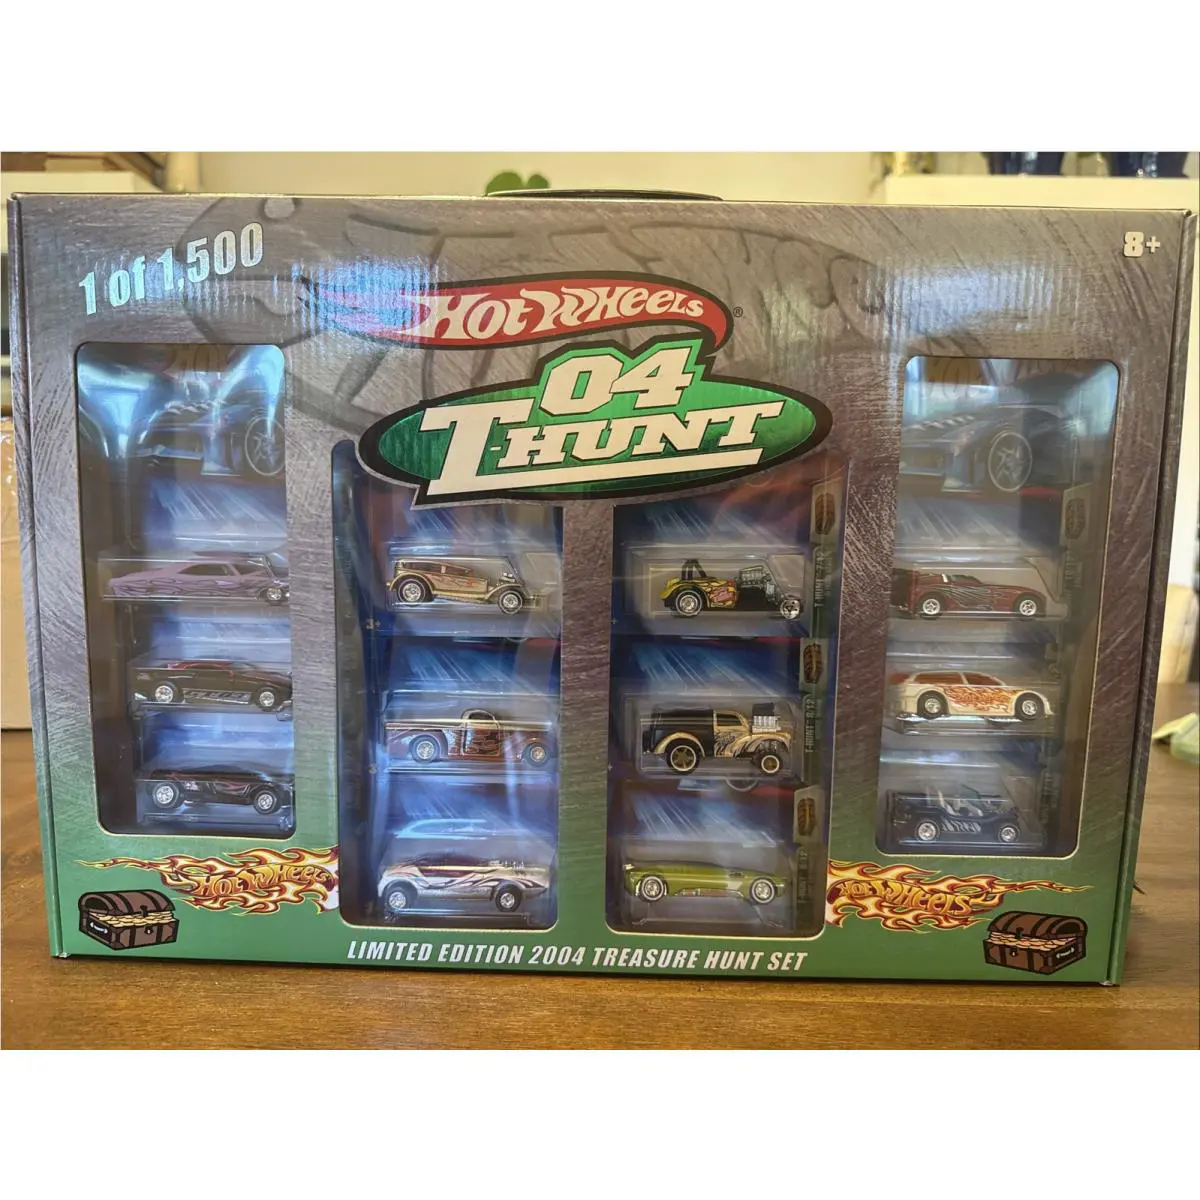 1 of 1,500
8+
HOT WHEELS®
04
T-HUNT
3+
LIMITED EDITION 2004 TREASURE HUNT SET
HOT WHEELS
HOT WHEELS